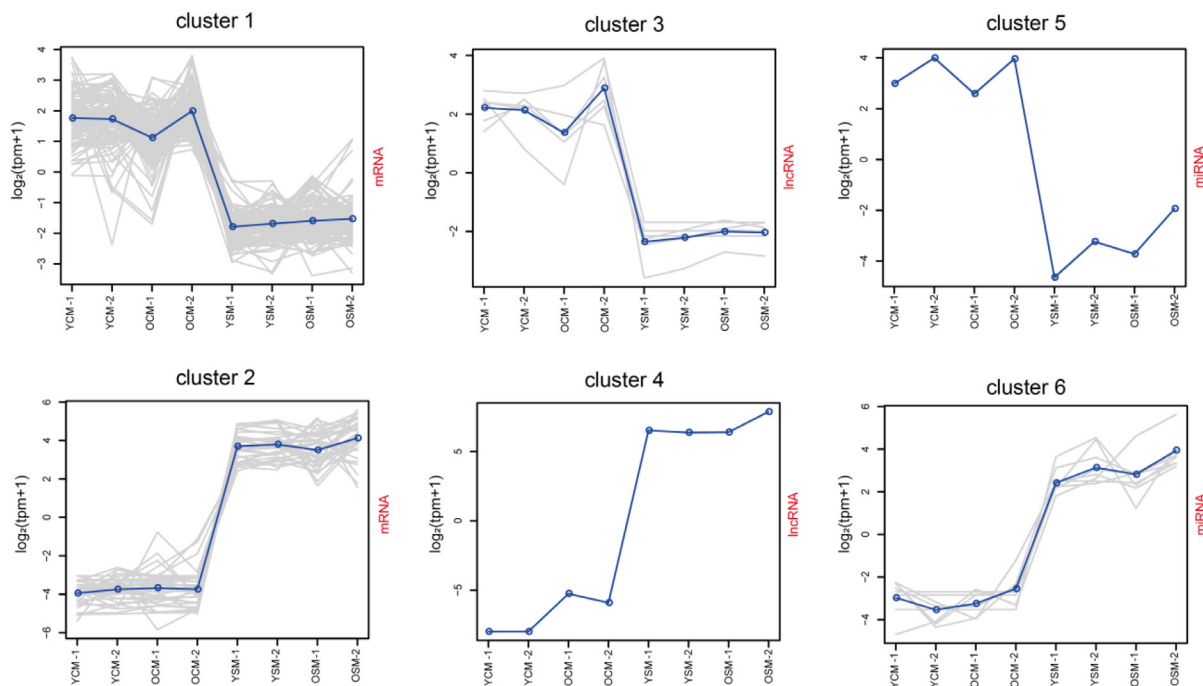 cluster 1
4
3
2
1
0
−1
−2
−3
log₂(tpm+1)
mRNA
YCM -1
YCM -2
OCM -1
OCM -2
YSM -1
YSM -2
OSM -1
OSM -2
cluster 3
4
2
0
−2
log₂(tpm+1)
lncRNA
YCM -1
YCM -2
OCM -1
OCM -2
YSM -1
YSM -2
OSM -1
OSM-2
cluster 5
4
2
0
−2
−4
log₂(tpm+1)
miRNA
YCM -1
YCM -2
OCM -1
OCM -2
YSM -1
YSM -2
OSM -1
OSM-2
cluster 2
6
4
2
0
−2
−4
−6
log₂(tpm+1)
mRNA
YCM -1
YCM -2
OCM -1
OCM -2
YSM -1
YSM -2
OSM -1
OSM-2
cluster 4
5
0
−5
log₂(tpm+1)
lncRNA
YCM -1
YCM -2
OCM -1
OCM -2
YSM -1
YSM -2
OSM -1
OSM-2
cluster 6
6
4
2
0
−2
−4
log₂(tpm+1)
miRNA
YCM -1
YCM -2
OCM -1
OCM -2
YSM -1
YSM -2
OSM -1
OSM-2